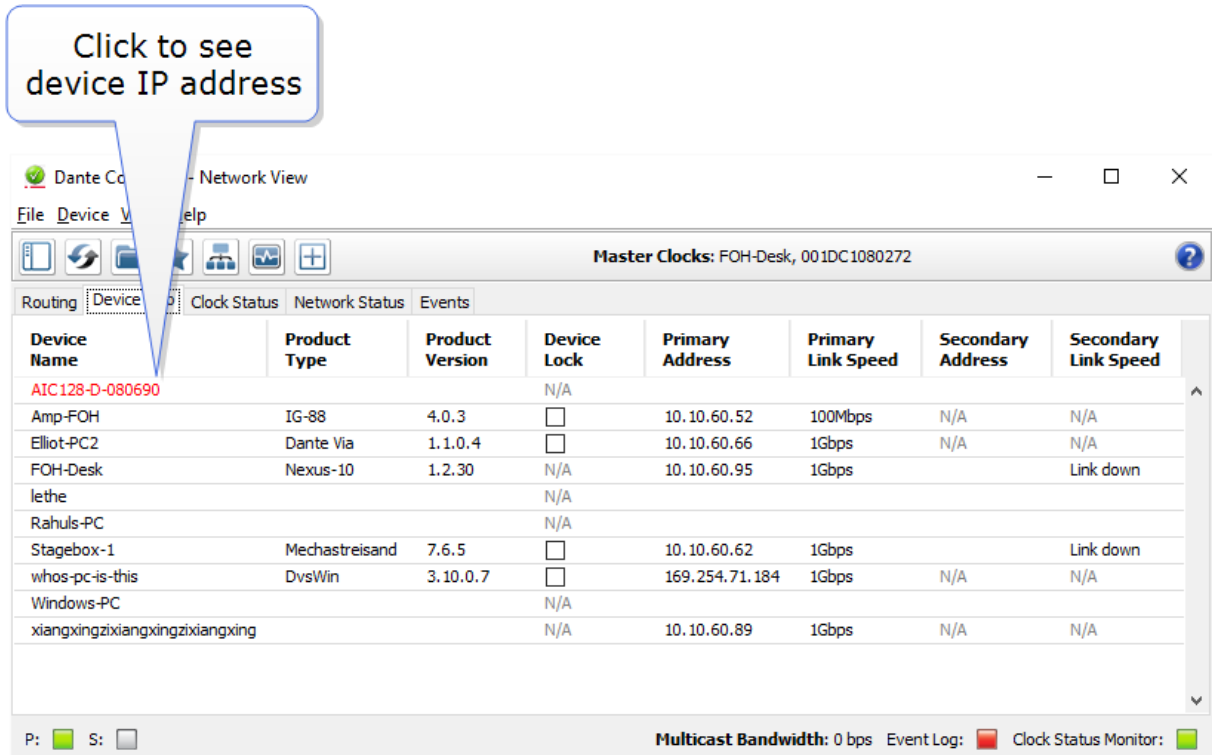 Click to see
device IP address
Dante Co - Network View
File Device V elp
Master Clocks: FOH-Desk, 001DC1080272
Routing Device o Clock Status Network Status Events
Device Name Product Type Product Version Device Lock Primary Address Primary Link Speed Secondary Address Secondary Link Speed
AIC128-D-080690 N/A
Amp-FOH IG-88 4.0.3 10.10.60.52 100Mbps N/A N/A
Elliot-PC2 Dante Via 1.1.0.4 10.10.60.66 1Gbps N/A N/A
FOH-Desk Nexus-10 1.2.30 N/A 10.10.60.95 1Gbps Link down
lethe N/A
Rahuls-PC N/A
Stagebox-1 Mechastreisand 7.6.5 10.10.60.62 1Gbps Link down
whos-pc-is-this DvsWin 3.10.0.7 169.254.71.184 1Gbps N/A N/A
Windows-PC N/A
xiangxingzixiangxingzixiangxing N/A 10.10.60.89 1Gbps N/A N/A
P: S: Multicast Bandwidth: 0 bps Event Log: Clock Status Monitor: